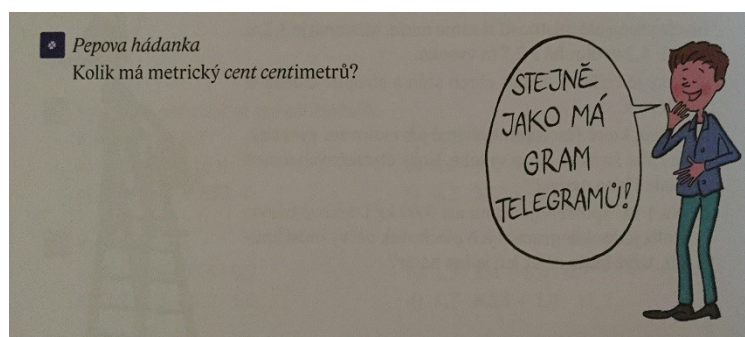 Pepova hádanka
Kolik má metrický cent centimetrů?
STEJNĚ
JAKO MÁ
GRAM
TELEGRAMŮ!